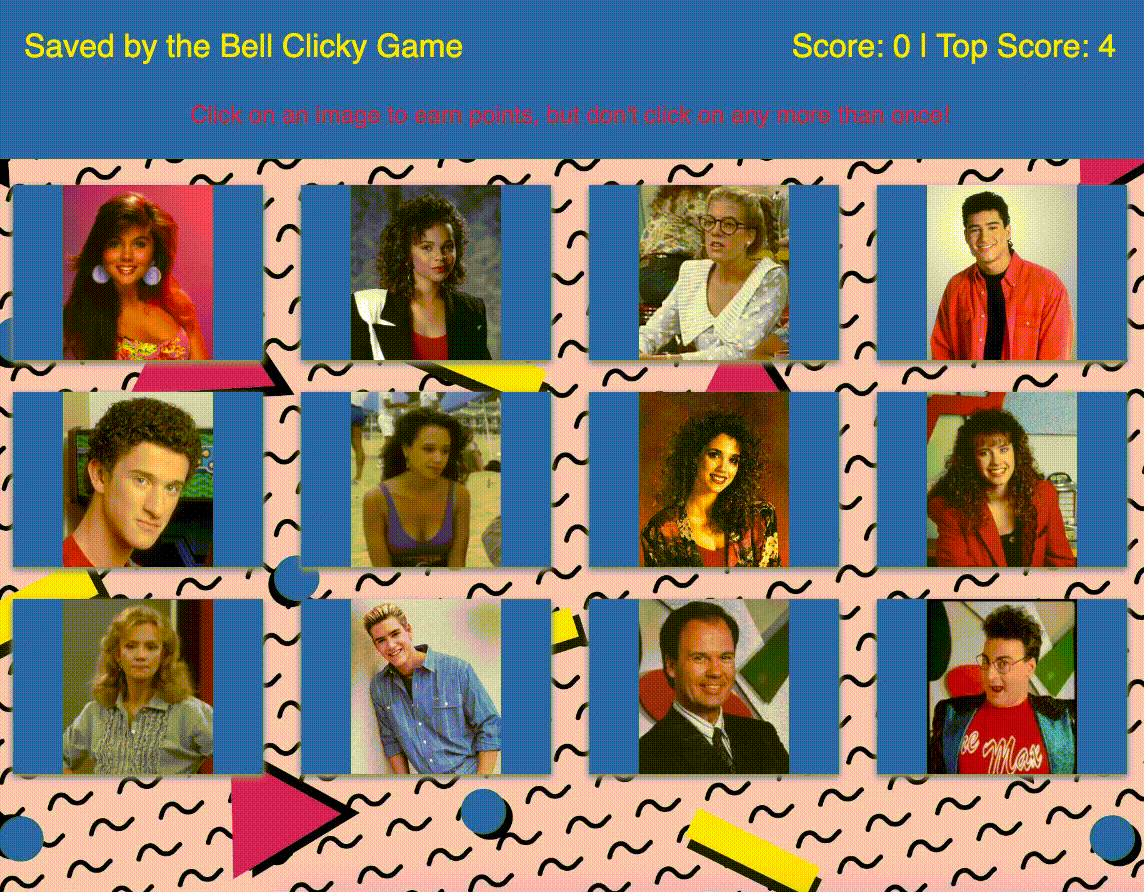 Saved by the Bell Clicky Game
Score: 0 | Top Score: 4
Click on an image to earn points, but don't click on any more than once!
Max